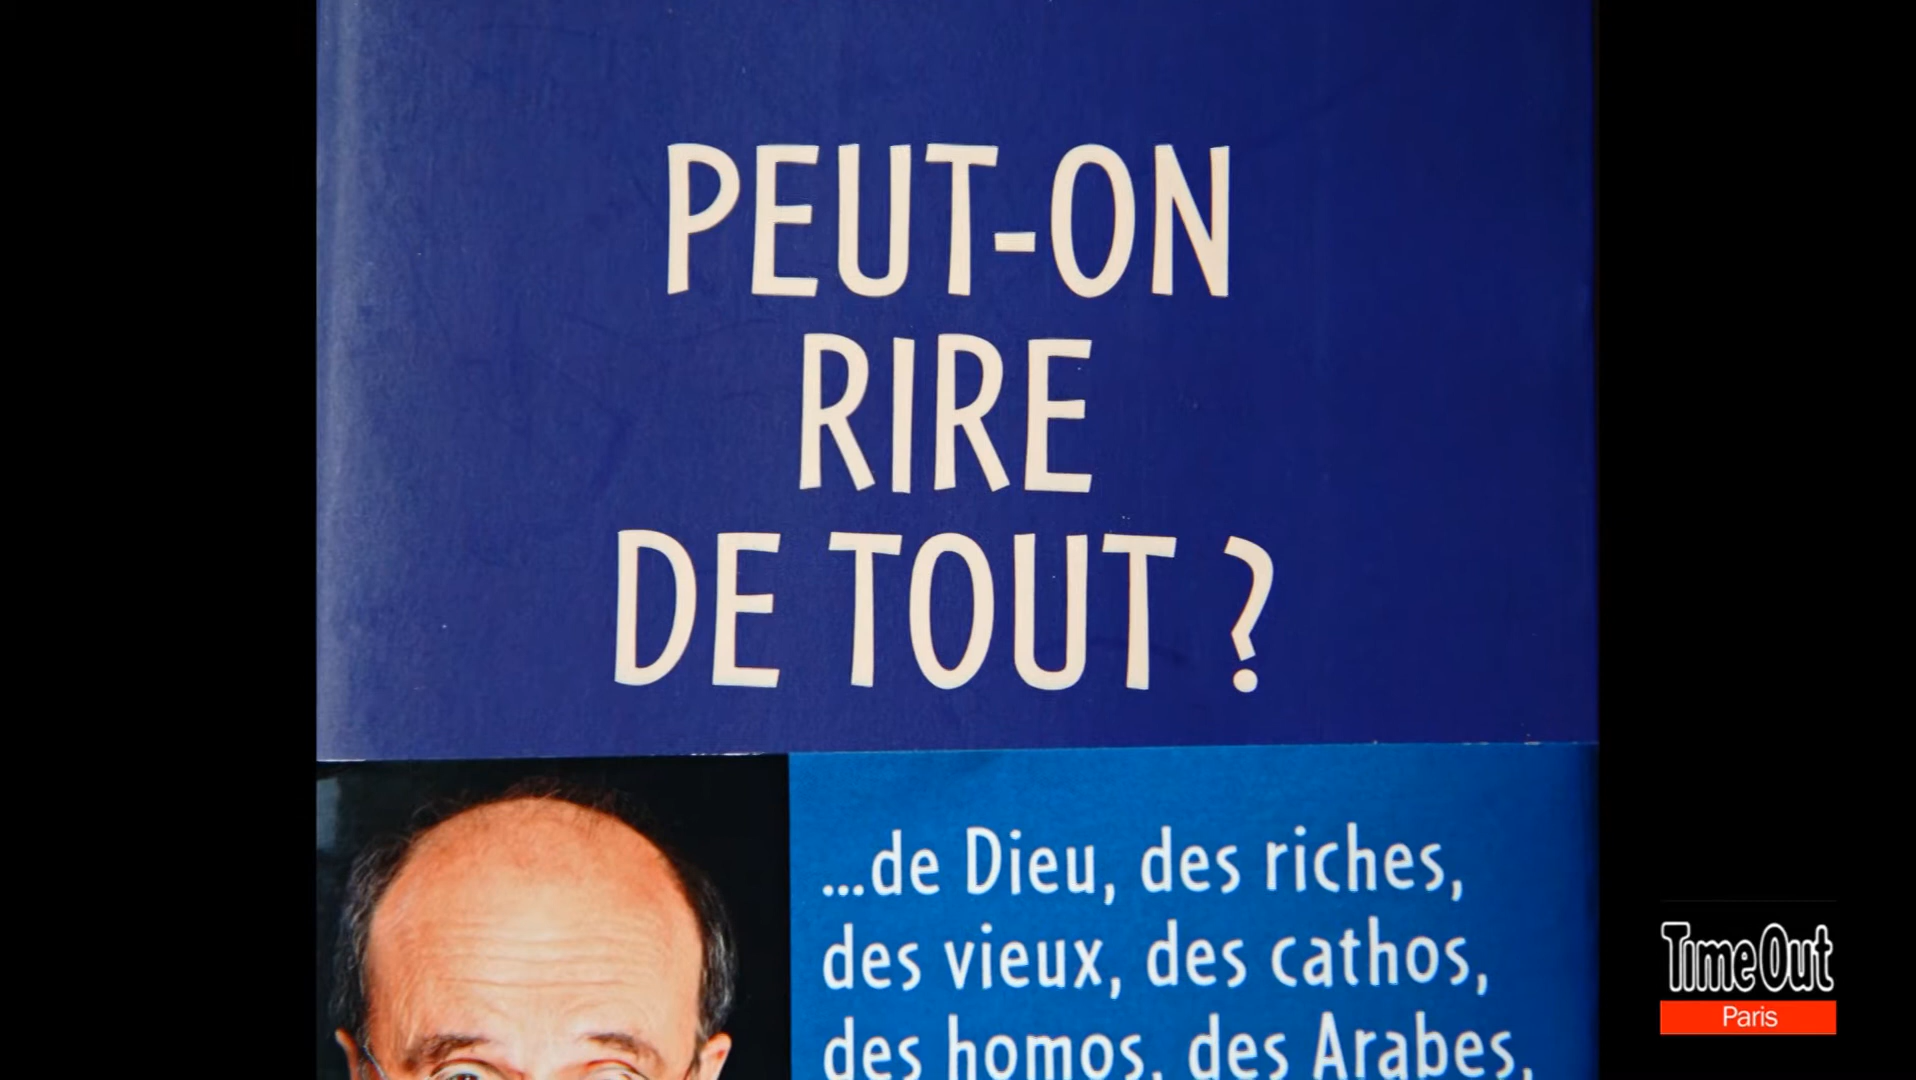 PEUT-ON
RIRE
DE TOUT ?
...de Dieu, des riches,
des vieux, des cathos,
des homos, des Arabes,
Time Out
Paris